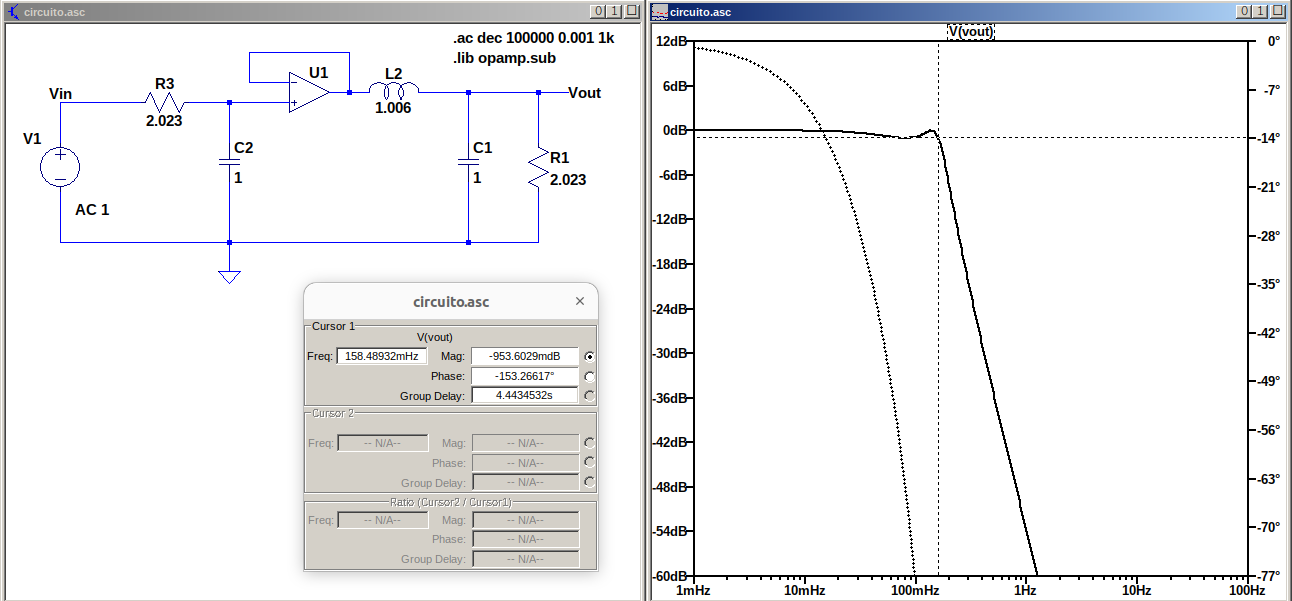 circuito.asc
0 1
circuito.asc
0 1
.ac dec 100000 0.001 1k
.lib opamp.sub
U1
L2
1.006
Vout
R3
2.023
Vin
V1
AC 1
C2
1
C1
1
R1
2.023
circuito.asc
Cursor 1
V(vout)
Freq: 158.48932mHz Mag: -953.6029mdB
Phase: -153.26617°
Group Delay: 4.4434532s
Cursor 2
Freq: -- N/A-- Mag: -- N/A--
Phase: -- N/A--
Group Delay: -- N/A--
Ratio (Cursor2 / Cursor1)
Freq: -- N/A-- Mag: -- N/A--
Phase: -- N/A--
Group Delay: -- N/A--
V(vout)
12dB
6dB
0dB
-6dB
-12dB
-18dB
-24dB
-30dB
-36dB
-42dB
-48dB
-54dB
-60dB
0°
-7°
-14°
-21°
-28°
-35°
-42°
-49°
-56°
-63°
-70°
-77°
1mHz 10mHz 100mHz 1Hz 10Hz 100Hz